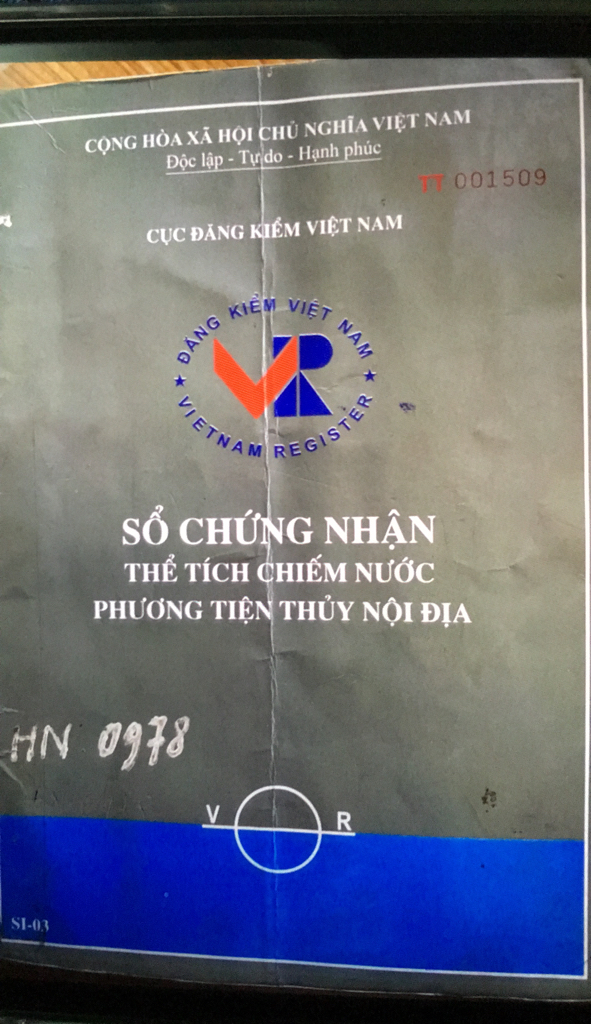 CỘNG HÒA XÃ HỘI CHỦ NGHĨA VIỆT NAM
Độc lập - Tự do - Hạnh phúc
TT 001509
CỤC ĐĂNG KIỂM VIỆT NAM
ĐĂNG KIỂM VIỆT NAM
VR
VIETNAM REGISTER
SỔ CHỨNG NHẬN
THỂ TÍCH CHIẾM NƯỚC
PHƯƠNG TIỆN THỦY NỘI ĐỊA
HN 0978
V R
SI-03